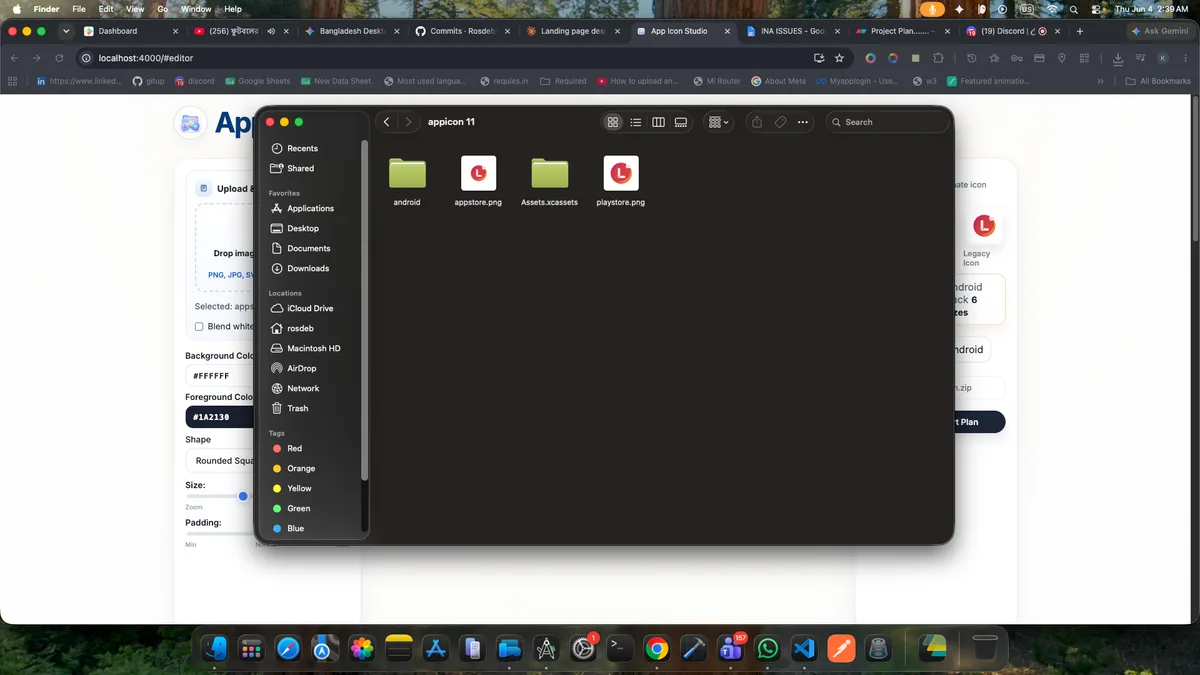 Finder File Edit View Go Window Help
US Thu Jun 4 2:39 AM
Dashboard
(256) ফুটবলের
Bangladesh Deskt
Commits · Rosdeb
Landing page desi
App Icon Studio
INA ISSUES - Goo
Project Plan......
(19) Discord |
Ask Gemini
localhost:4000/#editor
K
https://www.linked...
gitup
discord
Google Sheets
New Data Sheet.
Most used langua...
requies.in
Required
How to upload an...
Mi Router
About Meta
Myapplogin - Use...
w3
Featured animatio...
All Bookmarks
App
Upload &
Drop imag
PNG, JPG, SV
Selected: apps
Blend white
Background Colo
#FFFFFF
Foreground Colo
#1A2130
Shape
Rounded Squa
Size:
Zoom
Padding:
Min
appicon 11
Search
Recents
Shared
Favorites
Applications
Desktop
Documents
Downloads
Locations
iCloud Drive
rosdeb
Macintosh HD
AirDrop
Network
Trash
Tags
Red
Orange
Yellow
Green
Blue
android
appstore.png
Assets.xcassets
playstore.png
L
L
ate icon
L
Legacy
Icon
ndroid
ack 6
zes
ndroid
n.zip
rt Plan
1
157